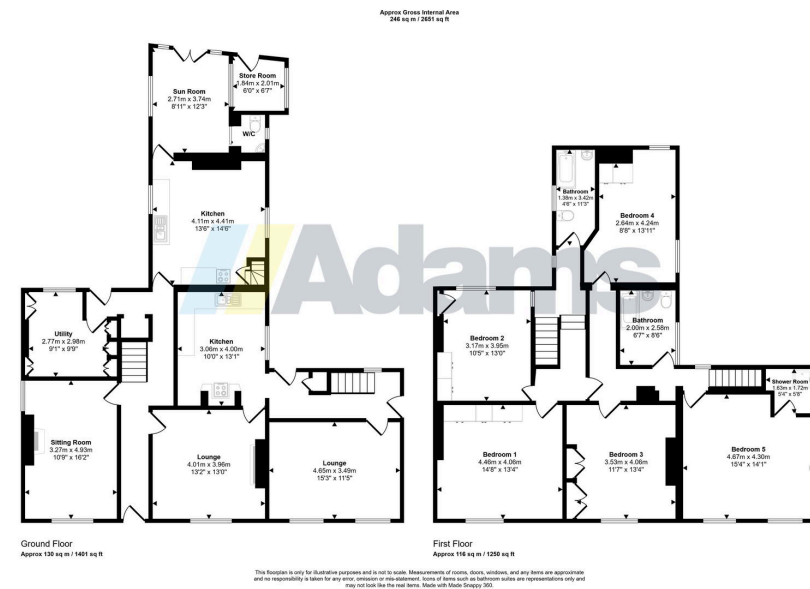 Approx Gross Internal Area
246 sq m / 2651 sq ft
Sun Room
2.71m x 3.74m
8'11" x 12'3"
Store Room
1.84m x 2.01m
6'0" x 6'7"
W/C
Kitchen
4.11m x 4.41m
13'6" x 14'6"
Adams
Utility
2.77m x 2.98m
9'1" x 9'9"
Kitchen
3.06m x 4.00m
10'0" x 13'1"
Sitting Room
3.27m x 4.93m
10'9" x 16'2"
Lounge
4.01m x 3.96m
13'2" x 13'0"
Lounge
4.65m x 3.49m
15'3" x 11'5"
Ground Floor
Approx 130 sq m / 1401 sq ft
Bathroom
1.38m x 3.42m
4'6" x 11'3"
Bedroom 4
2.64m x 4.24m
8'8" x 13'11"
Bedroom 2
3.17m x 3.95m
10'5" x 13'0"
Bathroom
2.00m x 2.58m
6'7" x 8'6"
Shower Room
1.63m x 1.72m
5'4" x 5'8"
Bedroom 1
4.46m x 4.06m
14'8" x 13'4"
Bedroom 3
3.53m x 4.06m
11'7" x 13'4"
Bedroom 5
4.67m x 4.30m
15'4" x 14'1"
First Floor
Approx 116 sq m / 1250 sq ft
This floorplan is only for illustrative purposes and is not to scale. Measurements of rooms, doors, windows, and any items are approximate
and no responsibility is taken for any error, omission or mis-statement. Icons of items such as bathroom suites are representations only and
may not look like the real items. Made with Made Snappy 360.